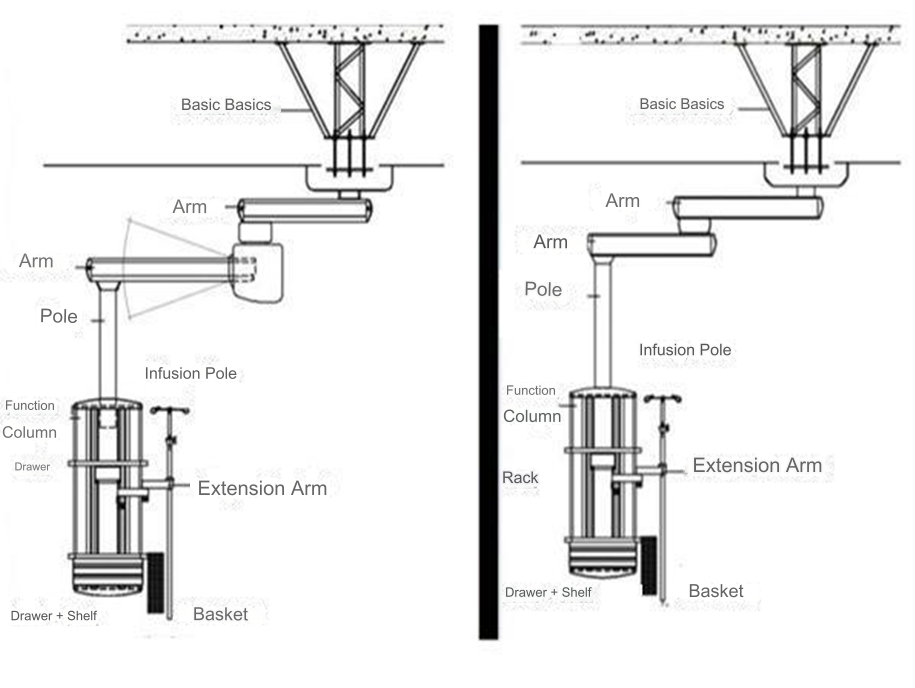 Basic Basics
Arm
Arm
Pole
Infusion Pole
Function
Column
Drawer
Extension Arm
Drawer + Shelf
Basket
Basic Basics
Arm
Arm
Pole
Infusion Pole
Function
Column
Rack
Extension Arm
Drawer + Shelf
Basket